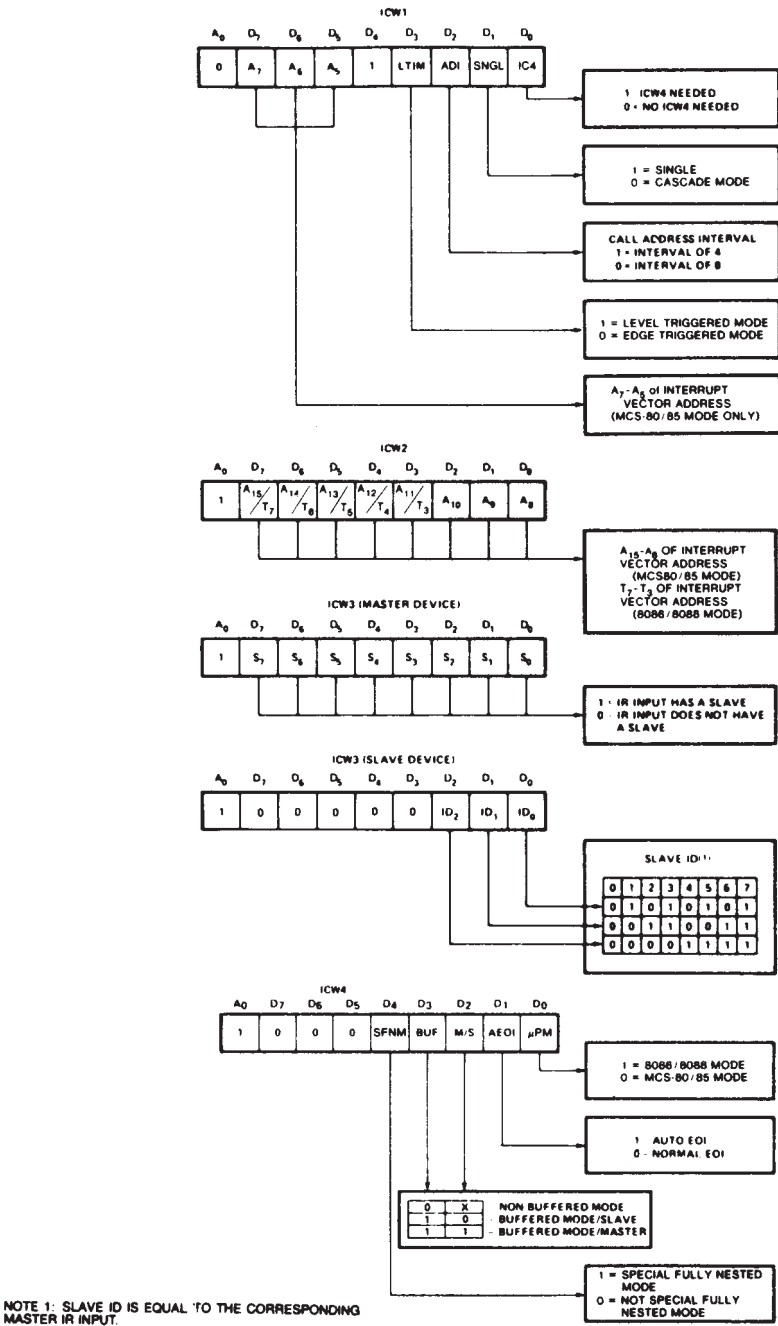 ICW1
A₀ D₇ D₆ D₅ D₄ D₃ D₂ D₁ D₀
0 A₇ A₆ A₅ 1 LTIM ADI SNGL IC4
1 ICW4 NEEDED
0 = NO ICW4 NEEDED
1 = SINGLE
0 = CASCADE MODE
CALL ADDRESS INTERVAL
1 = INTERVAL OF 4
0 = INTERVAL OF 8
1 = LEVEL TRIGGERED MODE
0 = EDGE TRIGGERED MODE
A₇-A₅ of INTERRUPT
VECTOR ADDRESS
(MCS-80/85 MODE ONLY)
ICW2
A₀ D₇ D₆ D₅ D₄ D₃ D₂ D₁ D₀
1 A₁₅/T₇ A₁₄/T₆ A₁₃/T₅ A₁₂/T₄ A₁₁/T₃ A₁₀ A₉ A₈
A₁₅-A₈ OF INTERRUPT
VECTOR ADDRESS
(MCS80/85 MODE)
T₇-T₃ OF INTERRUPT
VECTOR ADDRESS
(8086/8088 MODE)
ICW3 (MASTER DEVICE)
A₀ D₇ D₆ D₅ D₄ D₃ D₂ D₁ D₀
1 S₇ S₆ S₅ S₄ S₃ S₂ S₁ S₀
1 - IR INPUT HAS A SLAVE
0 - IR INPUT DOES NOT HAVE
A SLAVE
ICW3 (SLAVE DEVICE)
A₀ D₇ D₆ D₅ D₄ D₃ D₂ D₁ D₀
1 0 0 0 0 0 ID₂ ID₁ ID₀
SLAVE ID(1)
0 1 2 3 4 5 6 7
0 1 0 1 0 1 0 1
0 0 1 1 0 0 1 1
0 0 0 0 1 1 1 1
ICW4
A₀ D₇ D₆ D₅ D₄ D₃ D₂ D₁ D₀
1 0 0 0 SFNM BUF M/S AEOI µPM
1 = 8086/8088 MODE
0 = MCS-80/85 MODE
1 AUTO EOI
0 - NORMAL EOI
0 X NON BUFFERED MODE
1 0 - BUFFERED MODE/SLAVE
1 1 - BUFFERED MODE/MASTER
1 = SPECIAL FULLY NESTED
MODE
0 = NOT SPECIAL FULLY
NESTED MODE
NOTE 1: SLAVE ID IS EQUAL TO THE CORRESPONDING
MASTER IR INPUT.